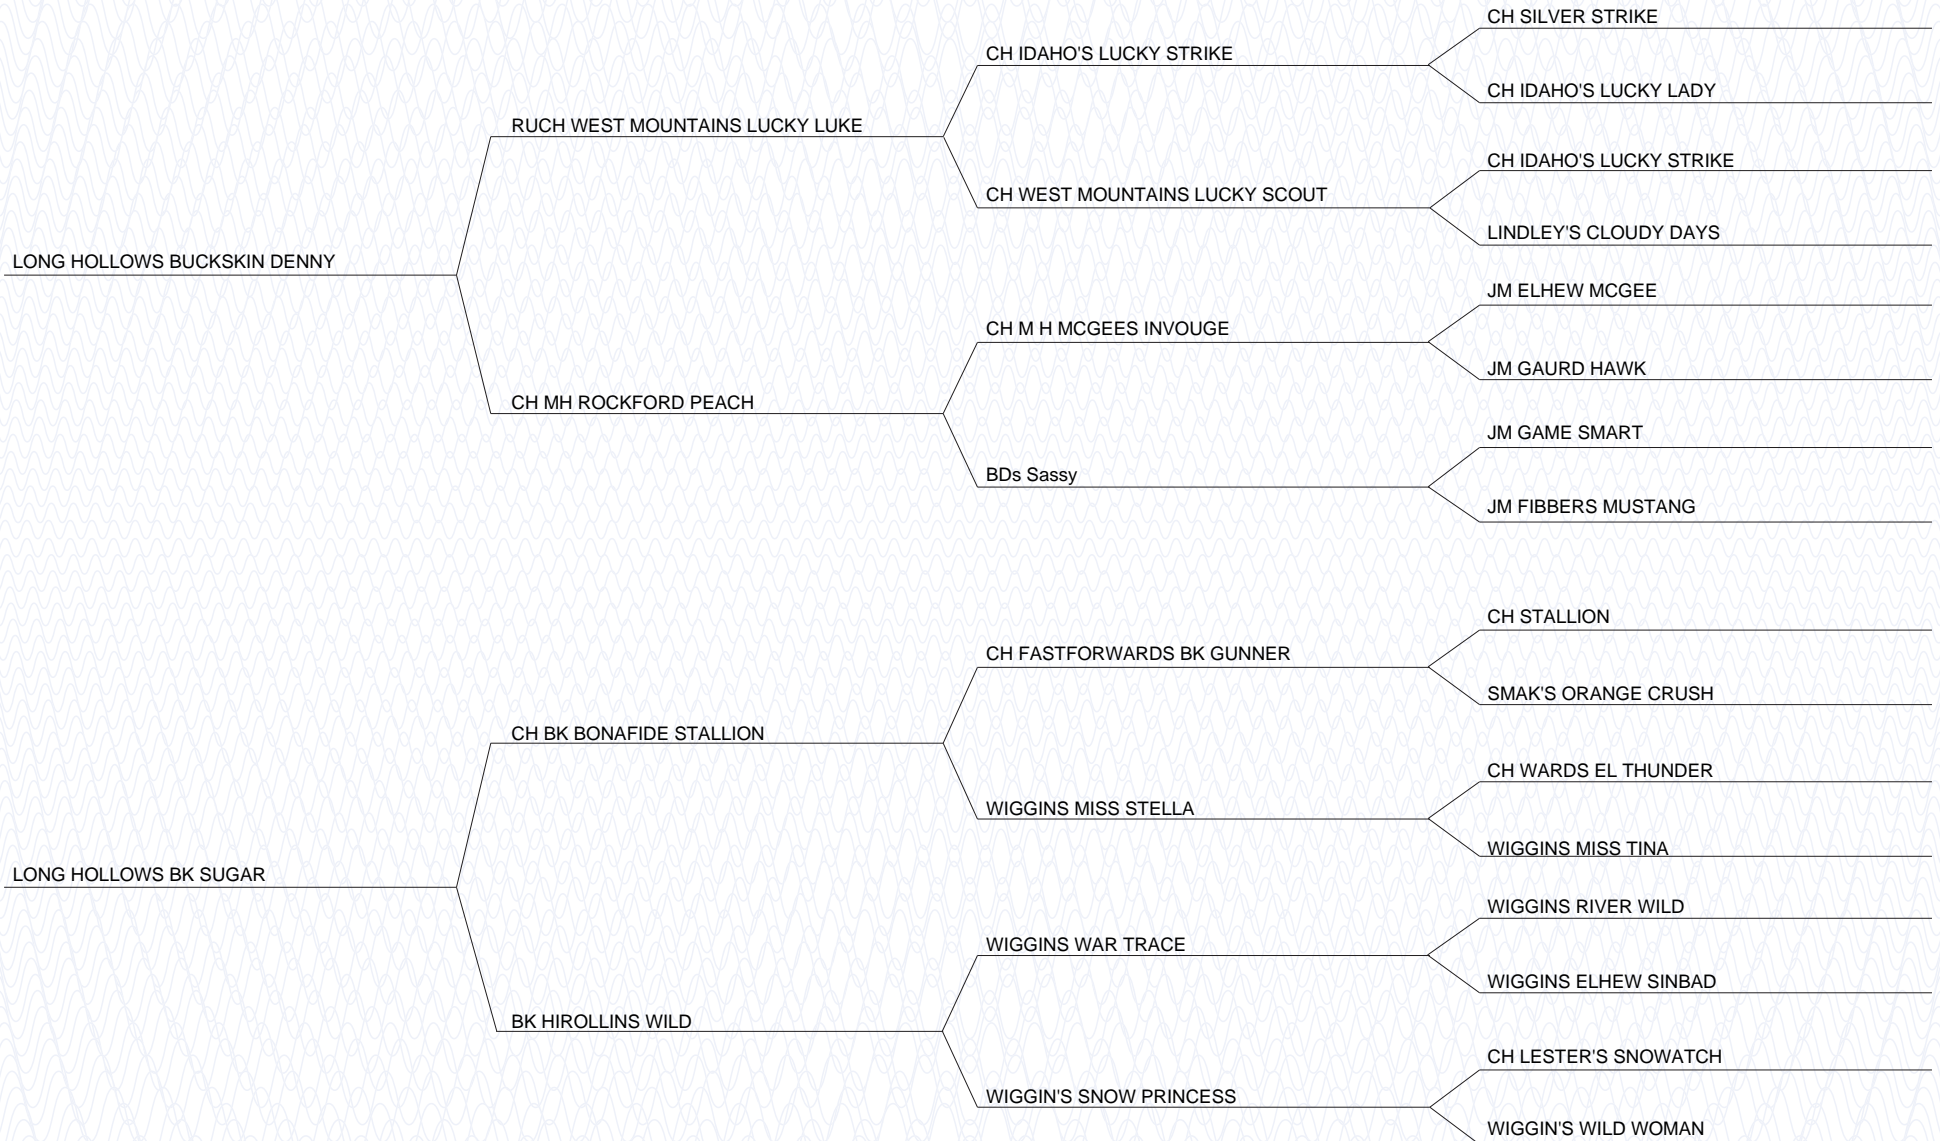 CH SILVER STRIKE
CH IDAHO'S LUCKY STRIKE
CH IDAHO'S LUCKY LADY
RUCH WEST MOUNTAINS LUCKY LUKE
CH IDAHO'S LUCKY STRIKE
CH WEST MOUNTAINS LUCKY SCOUT
LINDLEY'S CLOUDY DAYS
LONG HOLLOWS BUCKSKIN DENNY
JM ELHEW MCGEE
CH M H MCGEES INVOUGE
JM GAURD HAWK
CH MH ROCKFORD PEACH
JM GAME SMART
BDs Sassy
JM FIBBERS MUSTANG
CH STALLION
CH FASTFORWARDS BK GUNNER
SMAK'S ORANGE CRUSH
CH BK BONAFIDE STALLION
CH WARDS EL THUNDER
WIGGINS MISS STELLA
WIGGINS MISS TINA
LONG HOLLOWS BK SUGAR
WIGGINS RIVER WILD
WIGGINS WAR TRACE
WIGGINS ELHEW SINBAD
BK HIROLLINS WILD
CH LESTER'S SNOWATCH
WIGGIN'S SNOW PRINCESS
WIGGIN'S WILD WOMAN